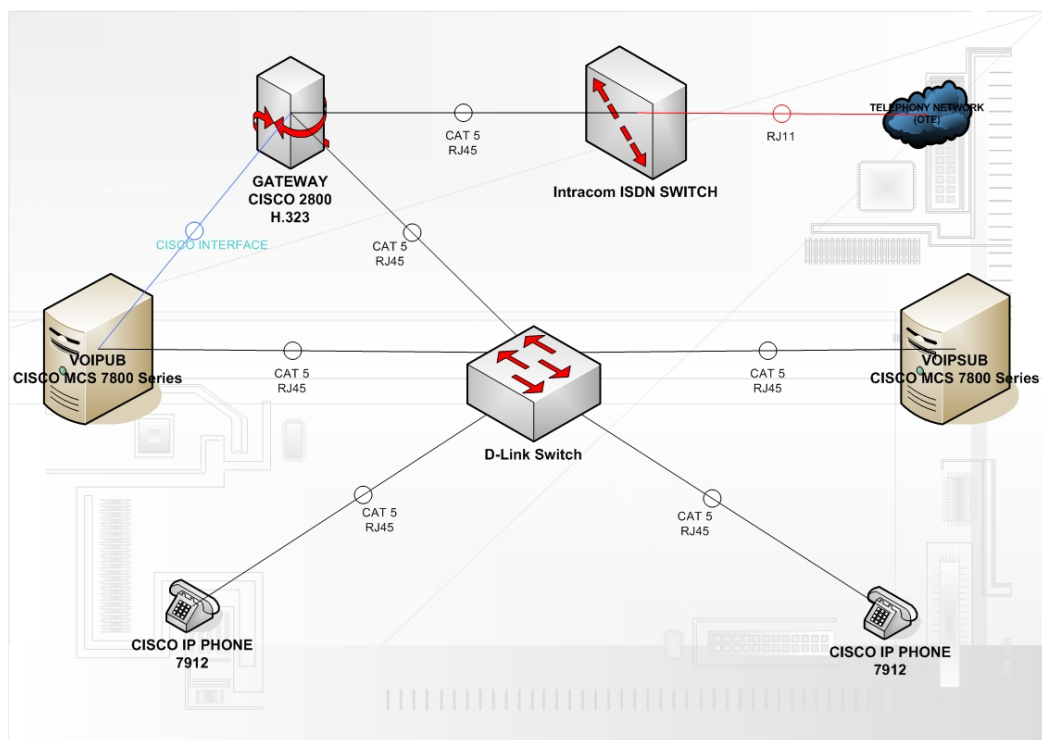 TELEPHONY NETWORK
(OTE)
CAT 5
RJ45
RJ11
GATEWAY
CISCO 2800
H.323
Intracom ISDN SWITCH
CISCO INTERFACE
CAT 5
RJ45
VOIPUB
CISCO MCS 7800 Series
CAT 5
RJ45
CAT 5
RJ45
VOIPSUB
CISCO MCS 7800 Series
D-Link Switch
CAT 5
RJ45
CAT 5
RJ45
CISCO IP PHONE
7912
CISCO IP PHONE
7912